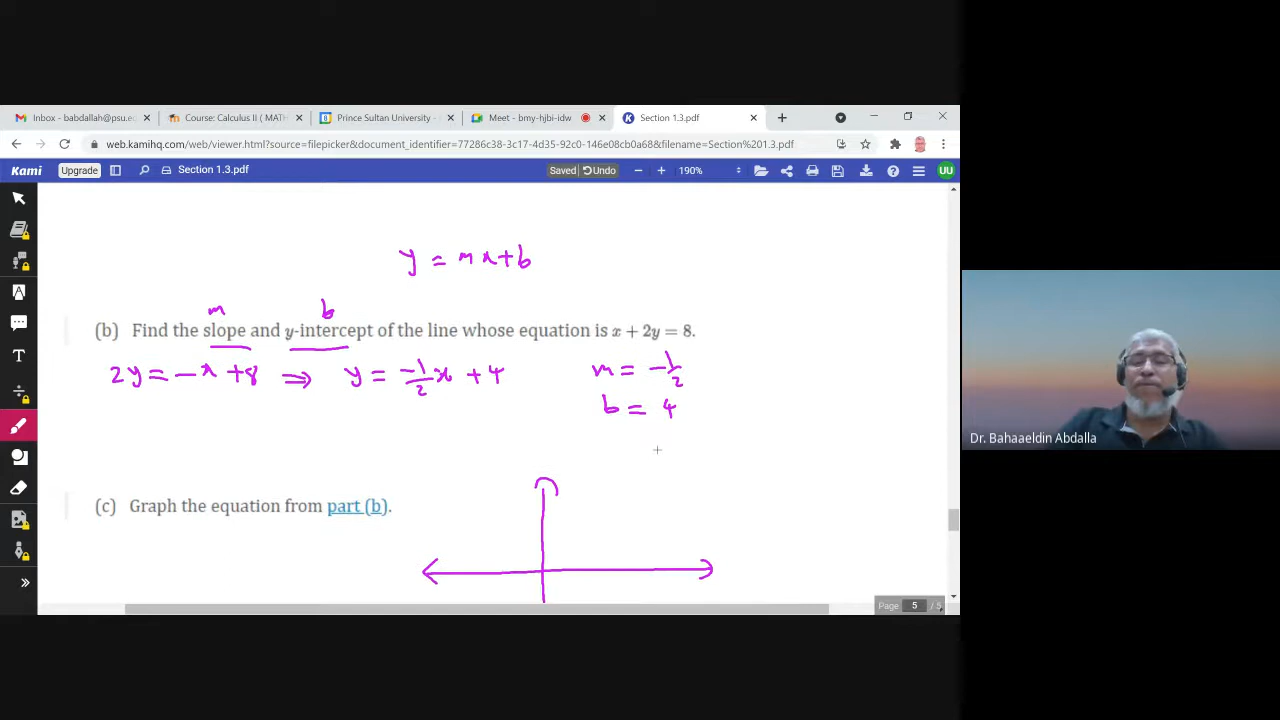 Inbox - babdallah@psu.e
Course: Calculus II ( MATH
Prince Sultan University -
Meet - bmy-hjbi-idw
Section 1.3.pdf
web.kamihq.com/web/viewer.html?source=filepicker&document_identifier=77286c38-3c17-4d35-92c0-146e08cb0a68&filename=Section%201.3.pdf
Kami Upgrade Section 1.3.pdf Saved Undo 190% UU
y = mx+b
m b
(b) Find the slope and y-intercept of the line whose equation is x + 2y = 8.
2y = -x +8 ⇒ y = -1/2 x + 4 m = -1/2
b = 4
Dr. Bahaaeldin Abdalla
(c) Graph the equation from part (b).
Page 5 / 5